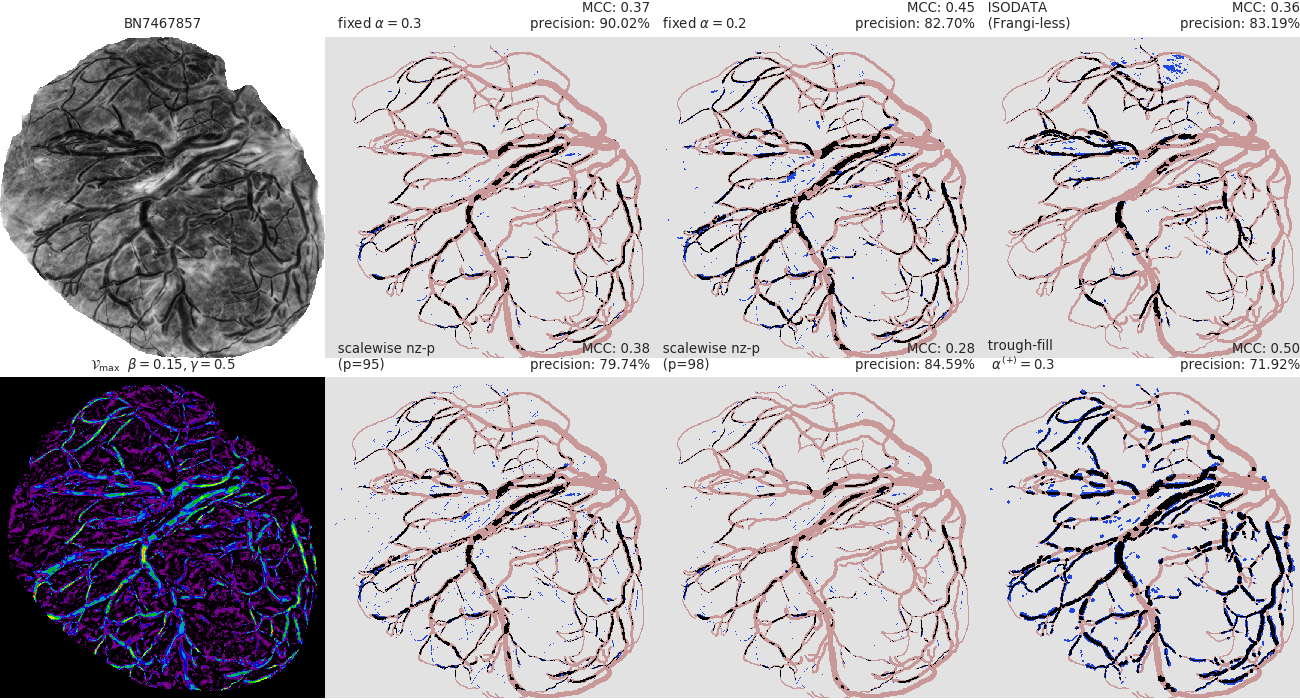 BN7467857
fixed α = 0.3
MCC: 0.37
precision: 90.02%
fixed α = 0.2
MCC: 0.45
precision: 82.70%
ISODATA
(Frangi-less)
MCC: 0.36
precision: 83.19%
𝒱max β = 0.15, γ = 0.5
scalewise nz-p
(p=95)
MCC: 0.38
precision: 79.74%
scalewise nz-p
(p=98)
MCC: 0.28
precision: 84.59%
trough-fill
α(+) = 0.3
MCC: 0.50
precision: 71.92%